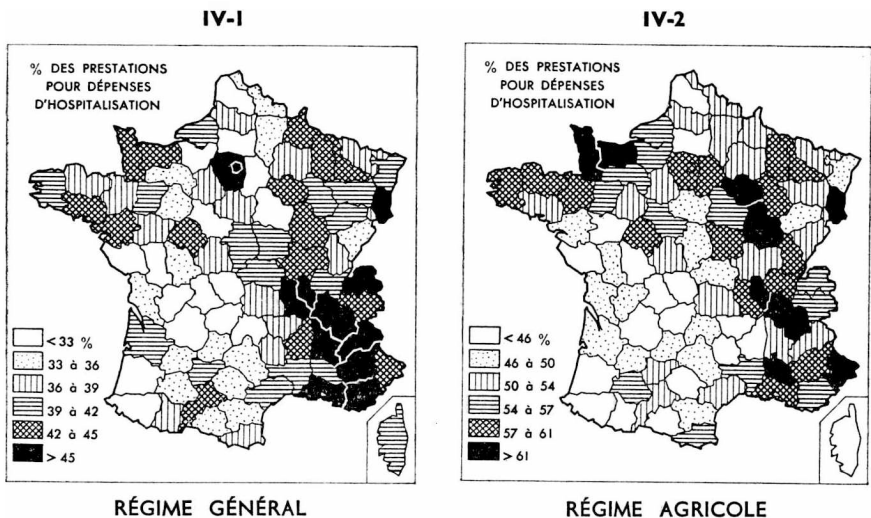 IV-1
% DES PRESTATIONS
POUR DÉPENSES
D'HOSPITALISATION
< 33 %
33 à 36
36 à 39
39 à 42
42 à 45
> 45
RÉGIME GÉNÉRAL
IV-2
% DES PRESTATIONS
POUR DÉPENSES
D'HOSPITALISATION
< 46 %
46 à 50
50 à 54
54 à 57
57 à 61
> 61
RÉGIME AGRICOLE